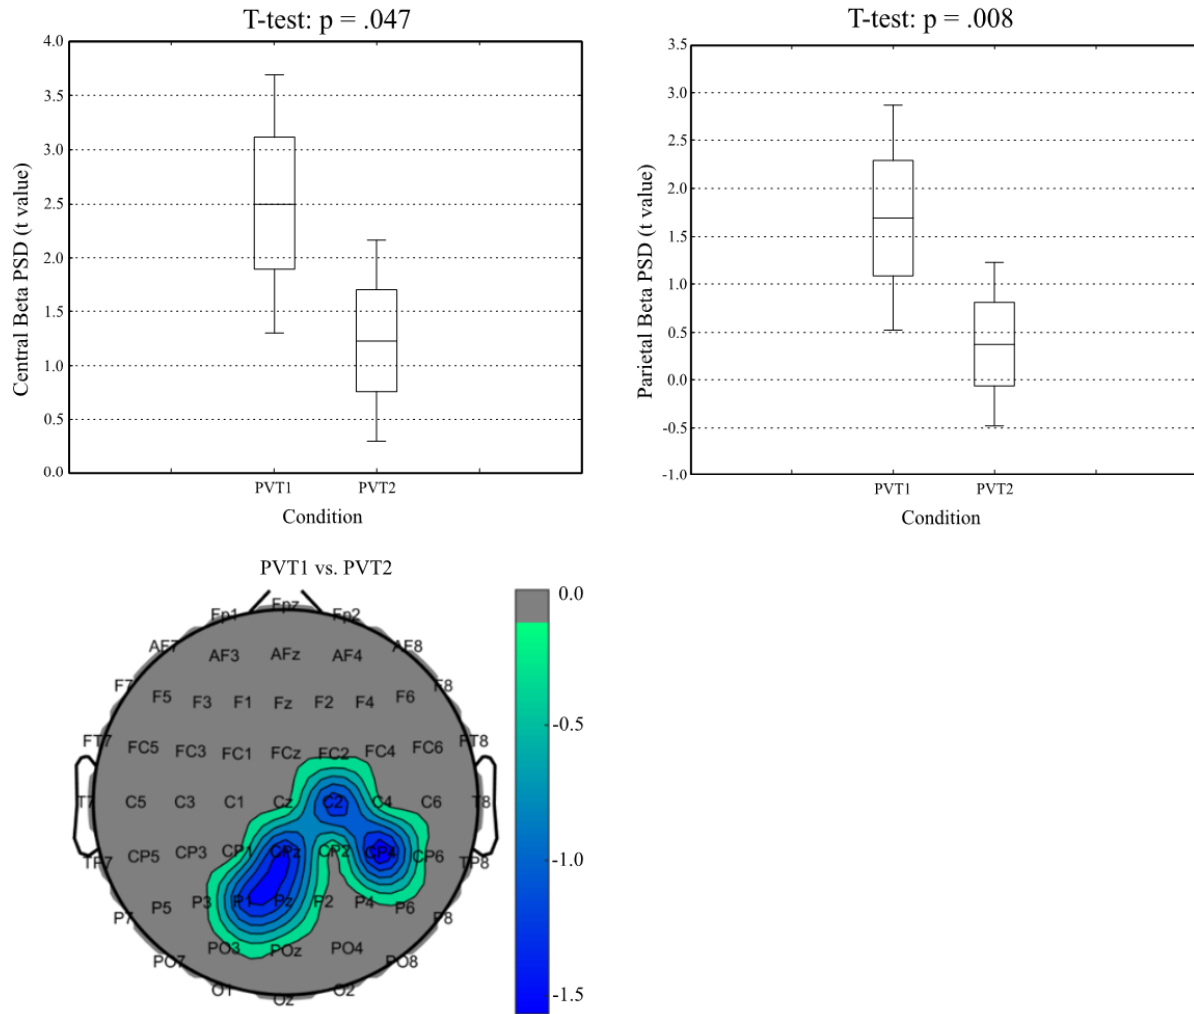 T-test: p = .047
4.0
3.5
3.0
2.5
2.0
1.5
1.0
0.5
0.0
Central Beta PSD (t value)
PVT1 PVT2
Condition
T-test: p = .008
3.5
3.0
2.5
2.0
1.5
1.0
0.5
0.0
-0.5
-1.0
Parietal Beta PSD (t value)
PVT1 PVT2
Condition
PVT1 vs. PVT2
Fp1 Fpz Fp2
AF7 AF3 AFz AF4 AF8
F7 F5 F3 F1 Fz F2 F4 F6 F8
FT7 FC5 FC3 FC1 FCz FC2 FC4 FC6 FT8
T7 C5 C3 C1 Cz C2 C4 C6 T8
TP7 CP5 CP3 CP1 CPz CP2 CP4 CP6 TP8
P7 P5 P3 P1 Pz P2 P4 P6 P8
PO7 PO3 POz PO4 PO8
O1 Oz O2
0.0
-0.5
-1.0
-1.5